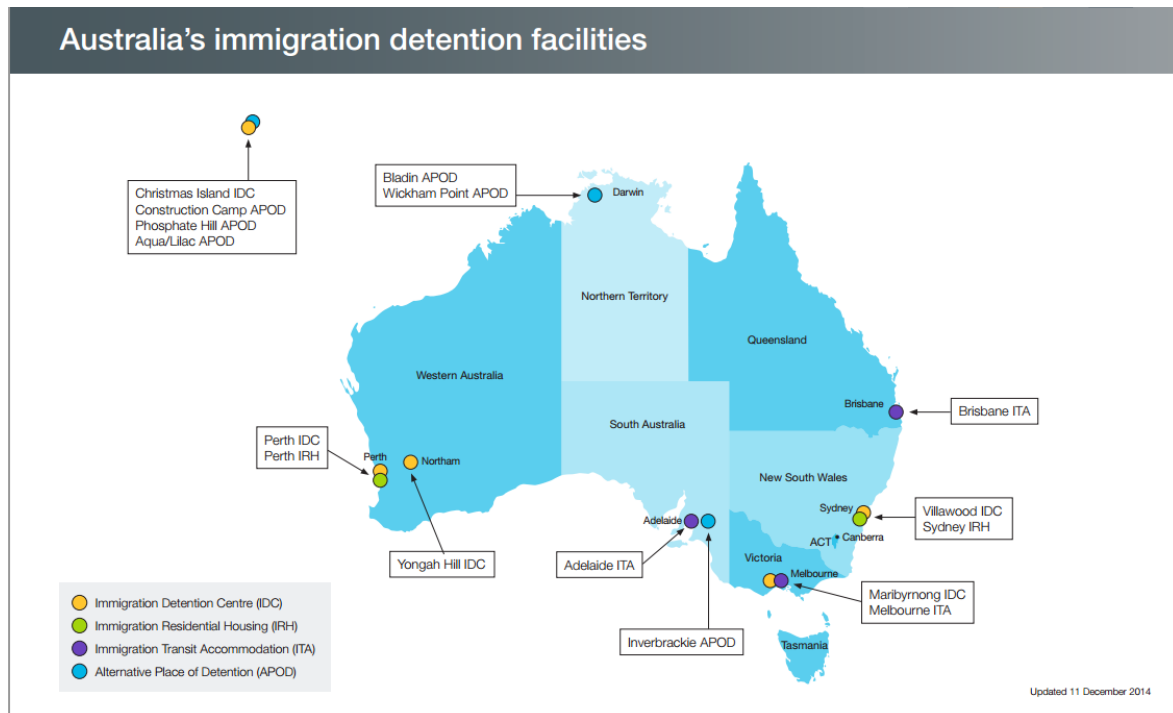 Australia's immigration detention facilities
Christmas Island IDC
Construction Camp APOD
Phosphate Hill APOD
Aqua/Lilac APOD
Bladin APOD
Wickham Point APOD
Darwin
Northern Territory
Queensland
Western Australia
Brisbane
Brisbane ITA
South Australia
Perth IDC
Perth IRH
Perth
Northam
New South Wales
Sydney
Villawood IDC
Sydney IRH
Adelaide
ACT
Canberra
Yongah Hill IDC
Adelaide ITA
Victoria
Melbourne
Maribyrnong IDC
Melbourne ITA
Inverbrackie APOD
Tasmania
Immigration Detention Centre (IDC)
Immigration Residential Housing (IRH)
Immigration Transit Accommodation (ITA)
Alternative Place of Detention (APOD)
Updated 11 December 2014